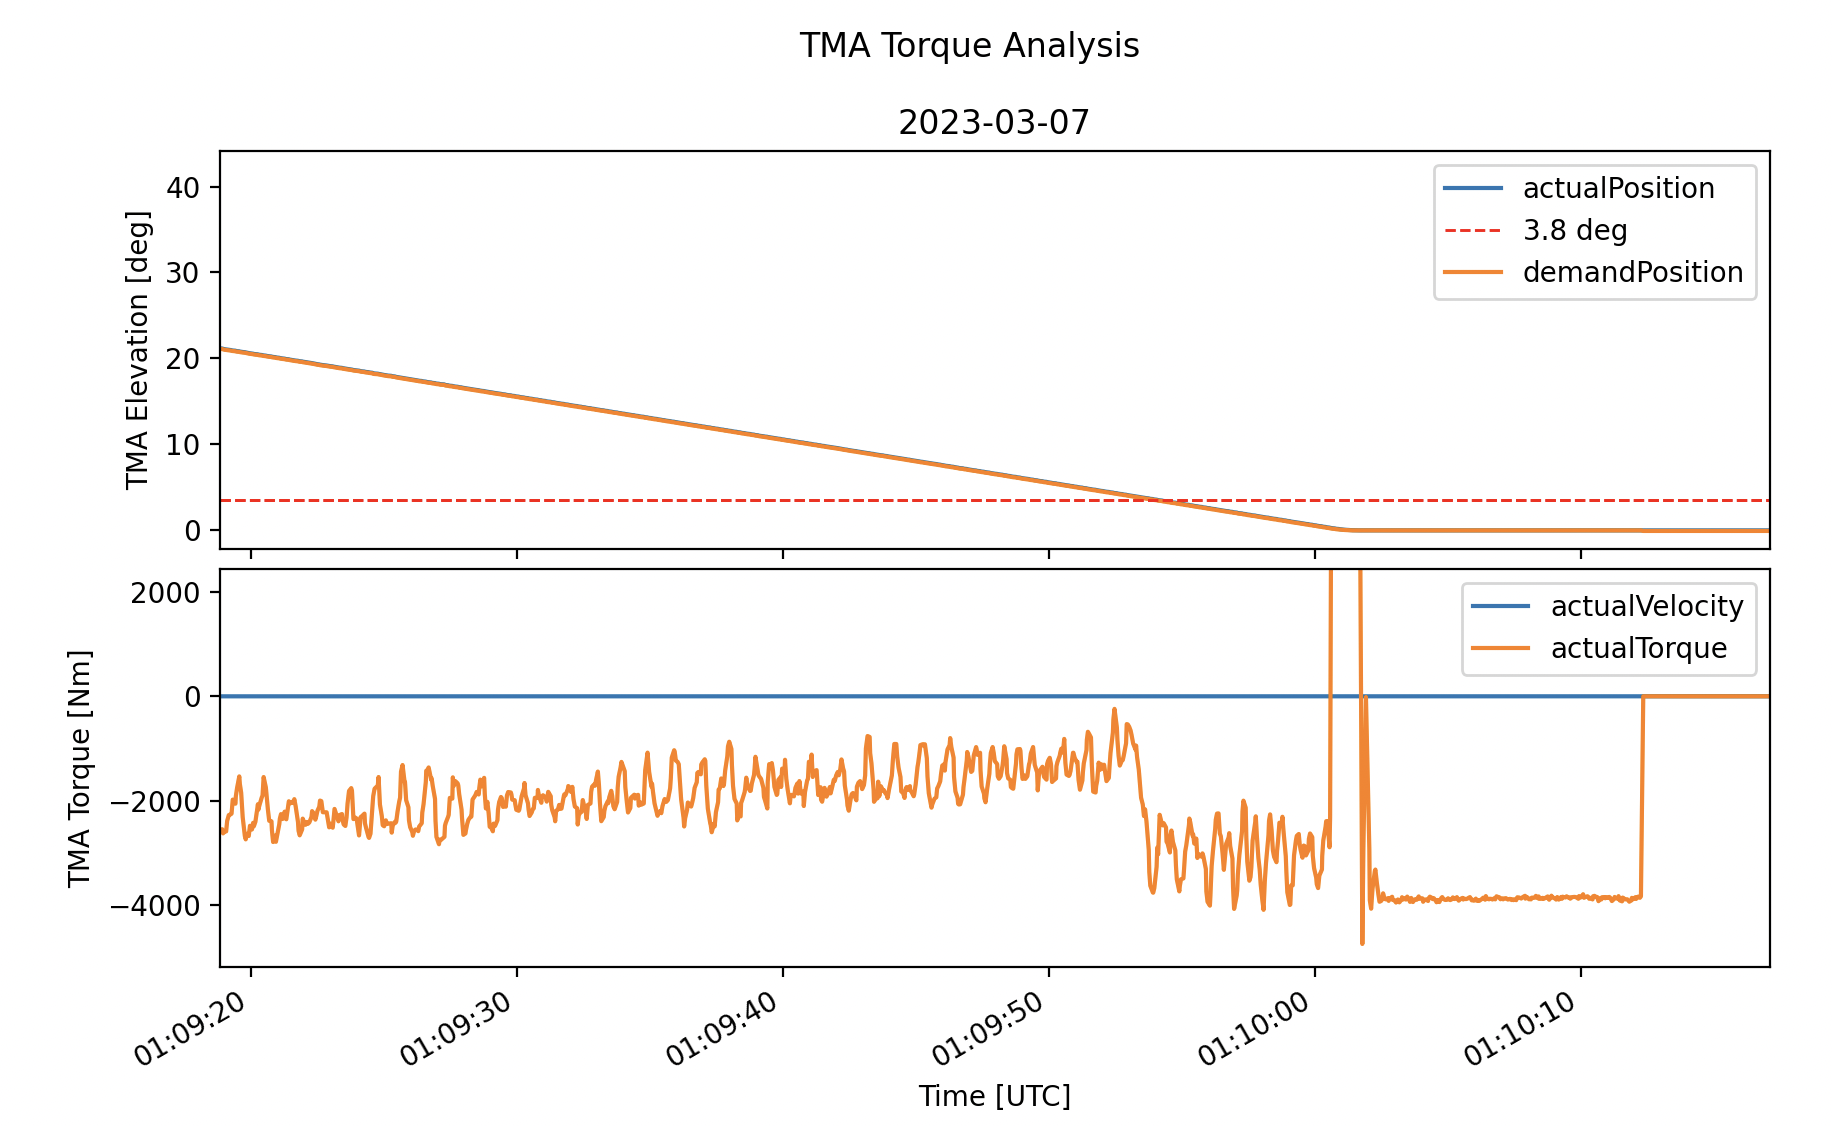 TMA Torque Analysis
2023-03-07
TMA Elevation [deg]
40
30
20
10
0
actualPosition
3.8 deg
demandPosition
TMA Torque [Nm]
2000
0
−2000
−4000
actualVelocity
actualTorque
01:09:20
01:09:30
01:09:40
01:09:50
01:10:00
01:10:10
Time [UTC]